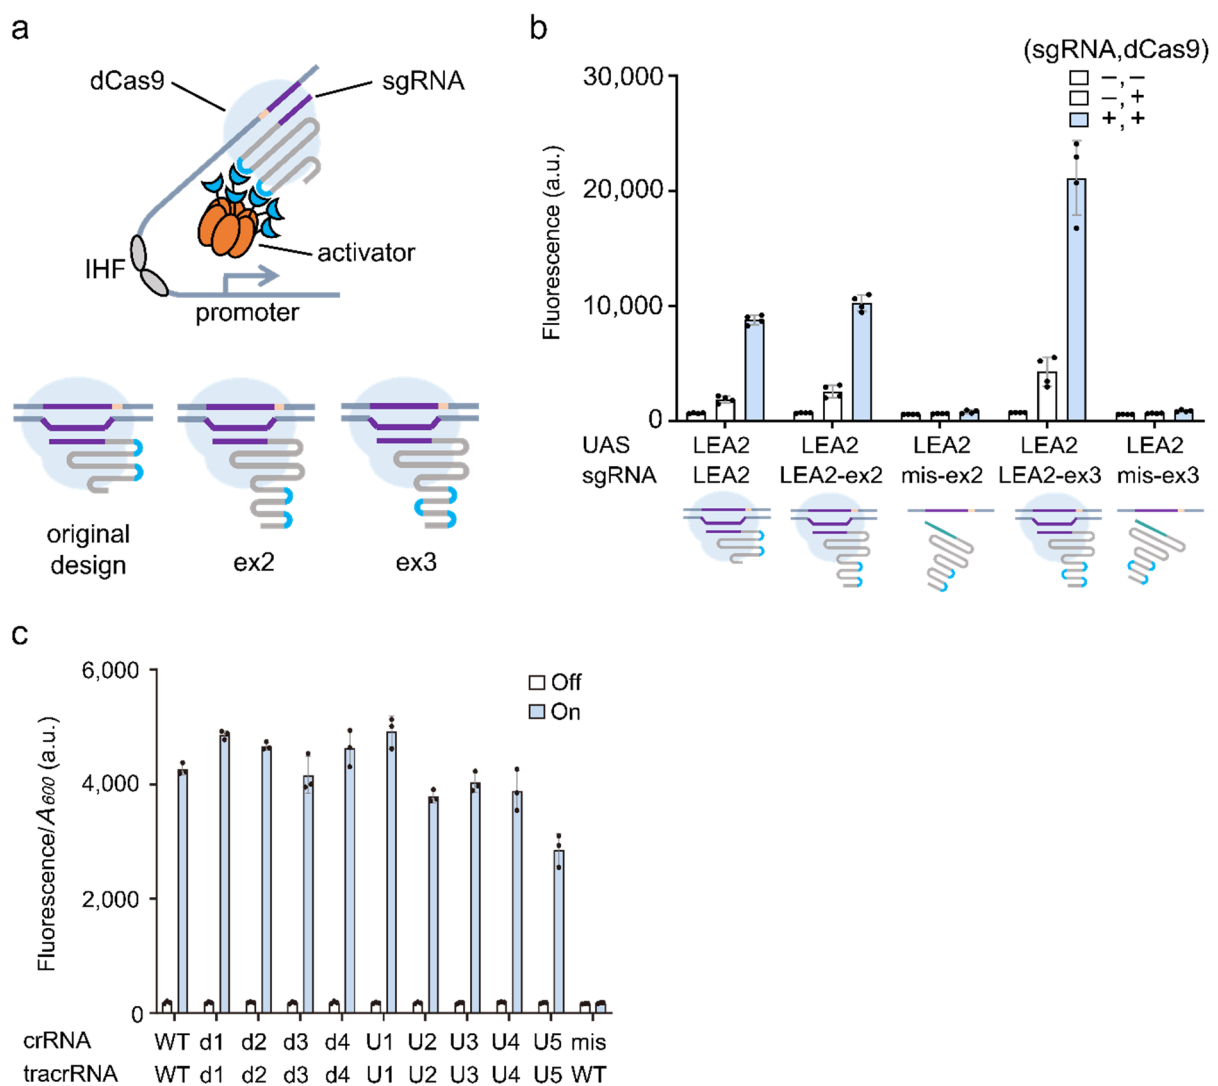 a
dCas9
sgRNA
IHF
activator
promoter
original
design
ex2
ex3
b
(sgRNA,dCas9)
−, −
−, +
+, +
Fluorescence (a.u.)
30,000
20,000
10,000
0
UAS LEA2 LEA2 LEA2 LEA2 LEA2
sgRNA LEA2 LEA2-ex2 mis-ex2 LEA2-ex3 mis-ex3
c
Off
On
Fluorescence/A600 (a.u.)
6,000
4,000
2,000
0
crRNA WT d1 d2 d3 d4 U1 U2 U3 U4 U5 mis
tracrRNA WT d1 d2 d3 d4 U1 U2 U3 U4 U5 WT